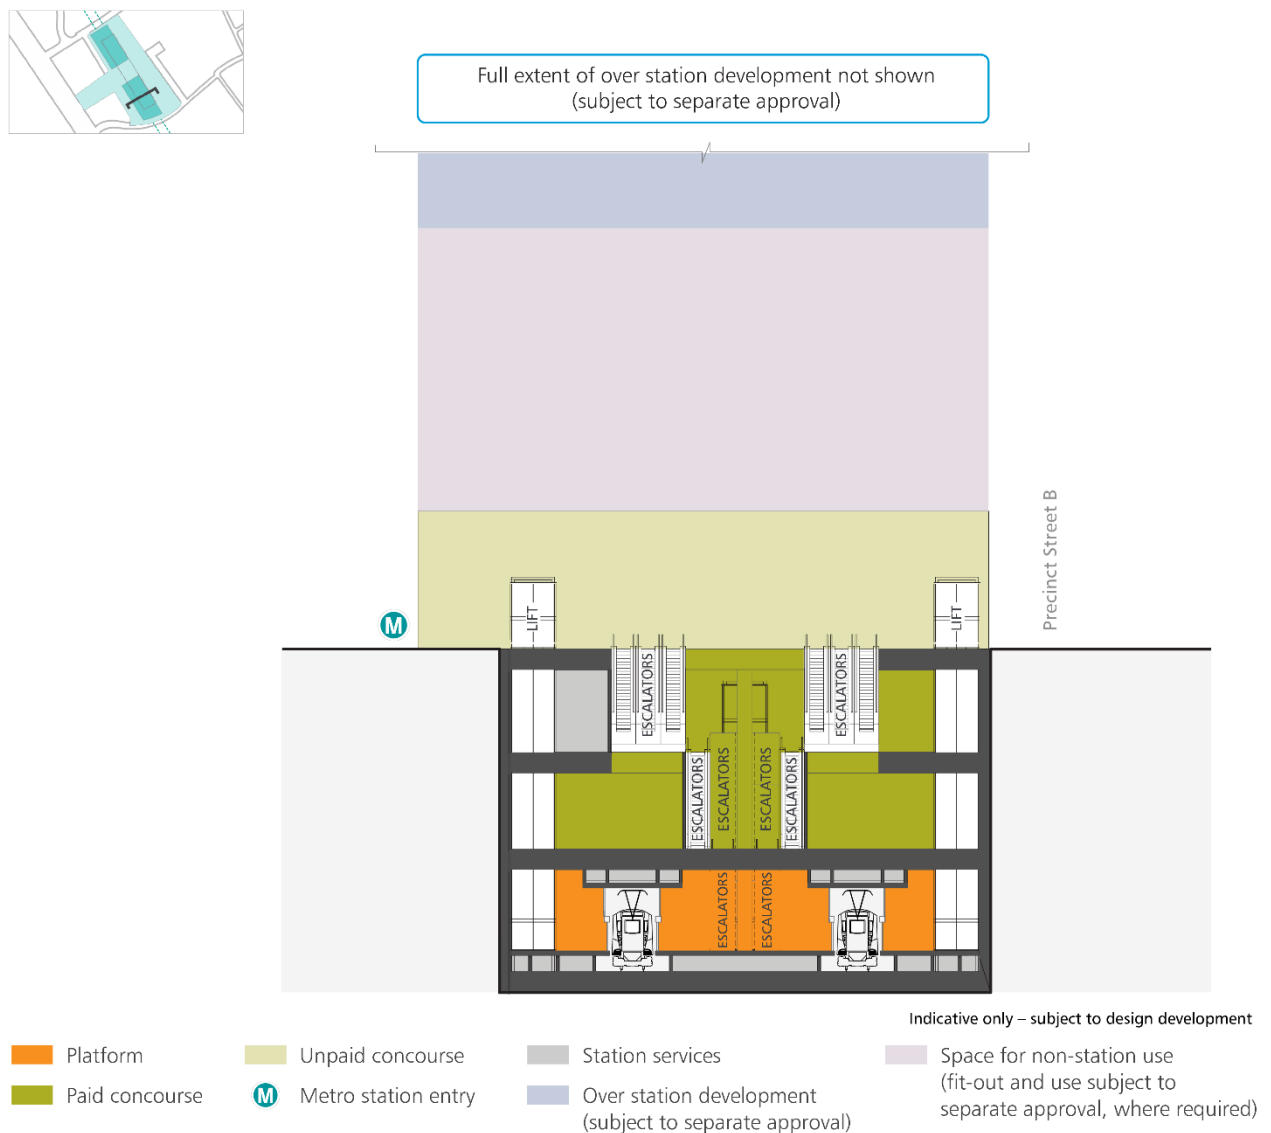 Full extent of over station development not shown
(subject to separate approval)
Precinct Street B
M
LIFT
LIFT
ESCALATORS
ESCALATORS
ESCALATORS
ESCALATORS
ESCALATORS
ESCALATORS
ESCALATORS
ESCALATORS
Indicative only – subject to design development
Platform
Paid concourse
Unpaid concourse
M
Metro station entry
Station services
Over station development
(subject to separate approval)
Space for non-station use
(fit-out and use subject to
separate approval, where required)